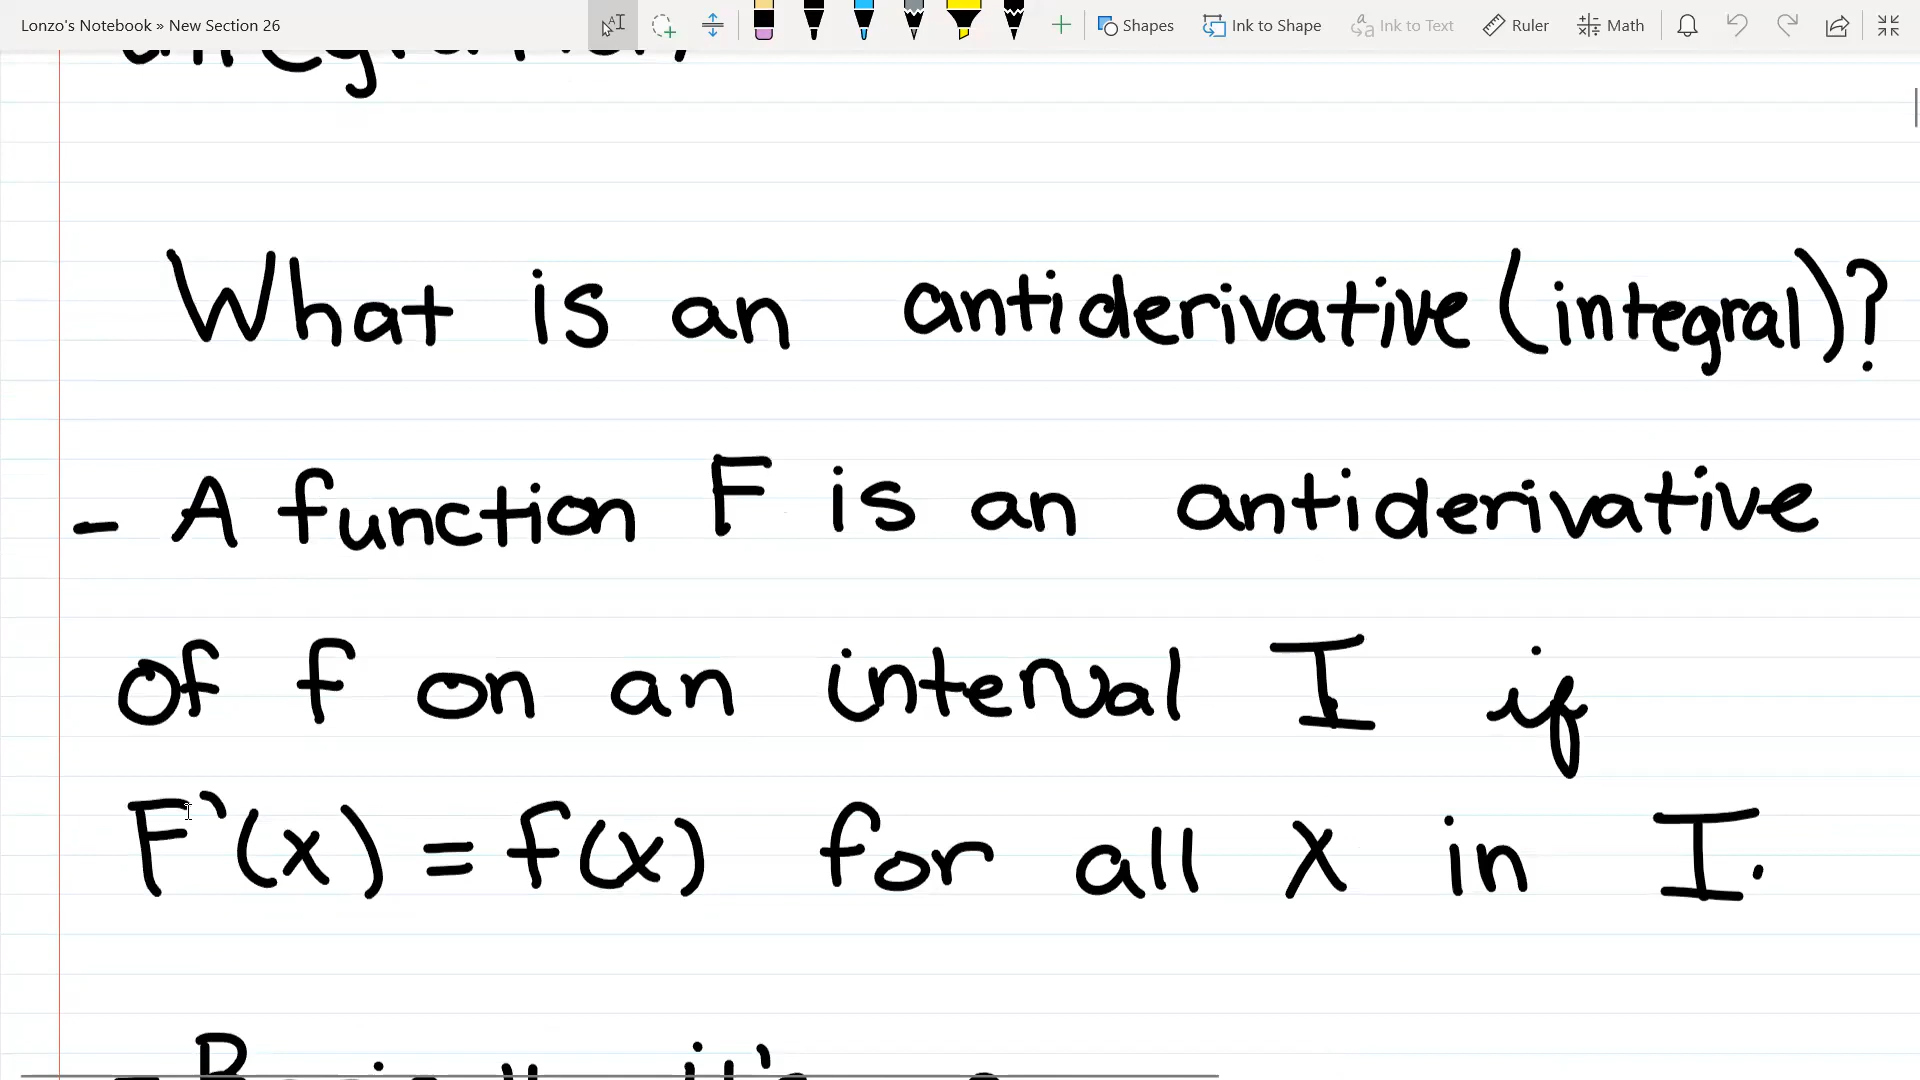 Lonzo's Notebook » New Section 26
Shapes
Ink to Shape
Ink to Text
Ruler
Math
What is an antiderivative (integral)?
- A function F is an antiderivative
of f on an interval I if
F'(x) = f(x) for all x in I.
it's